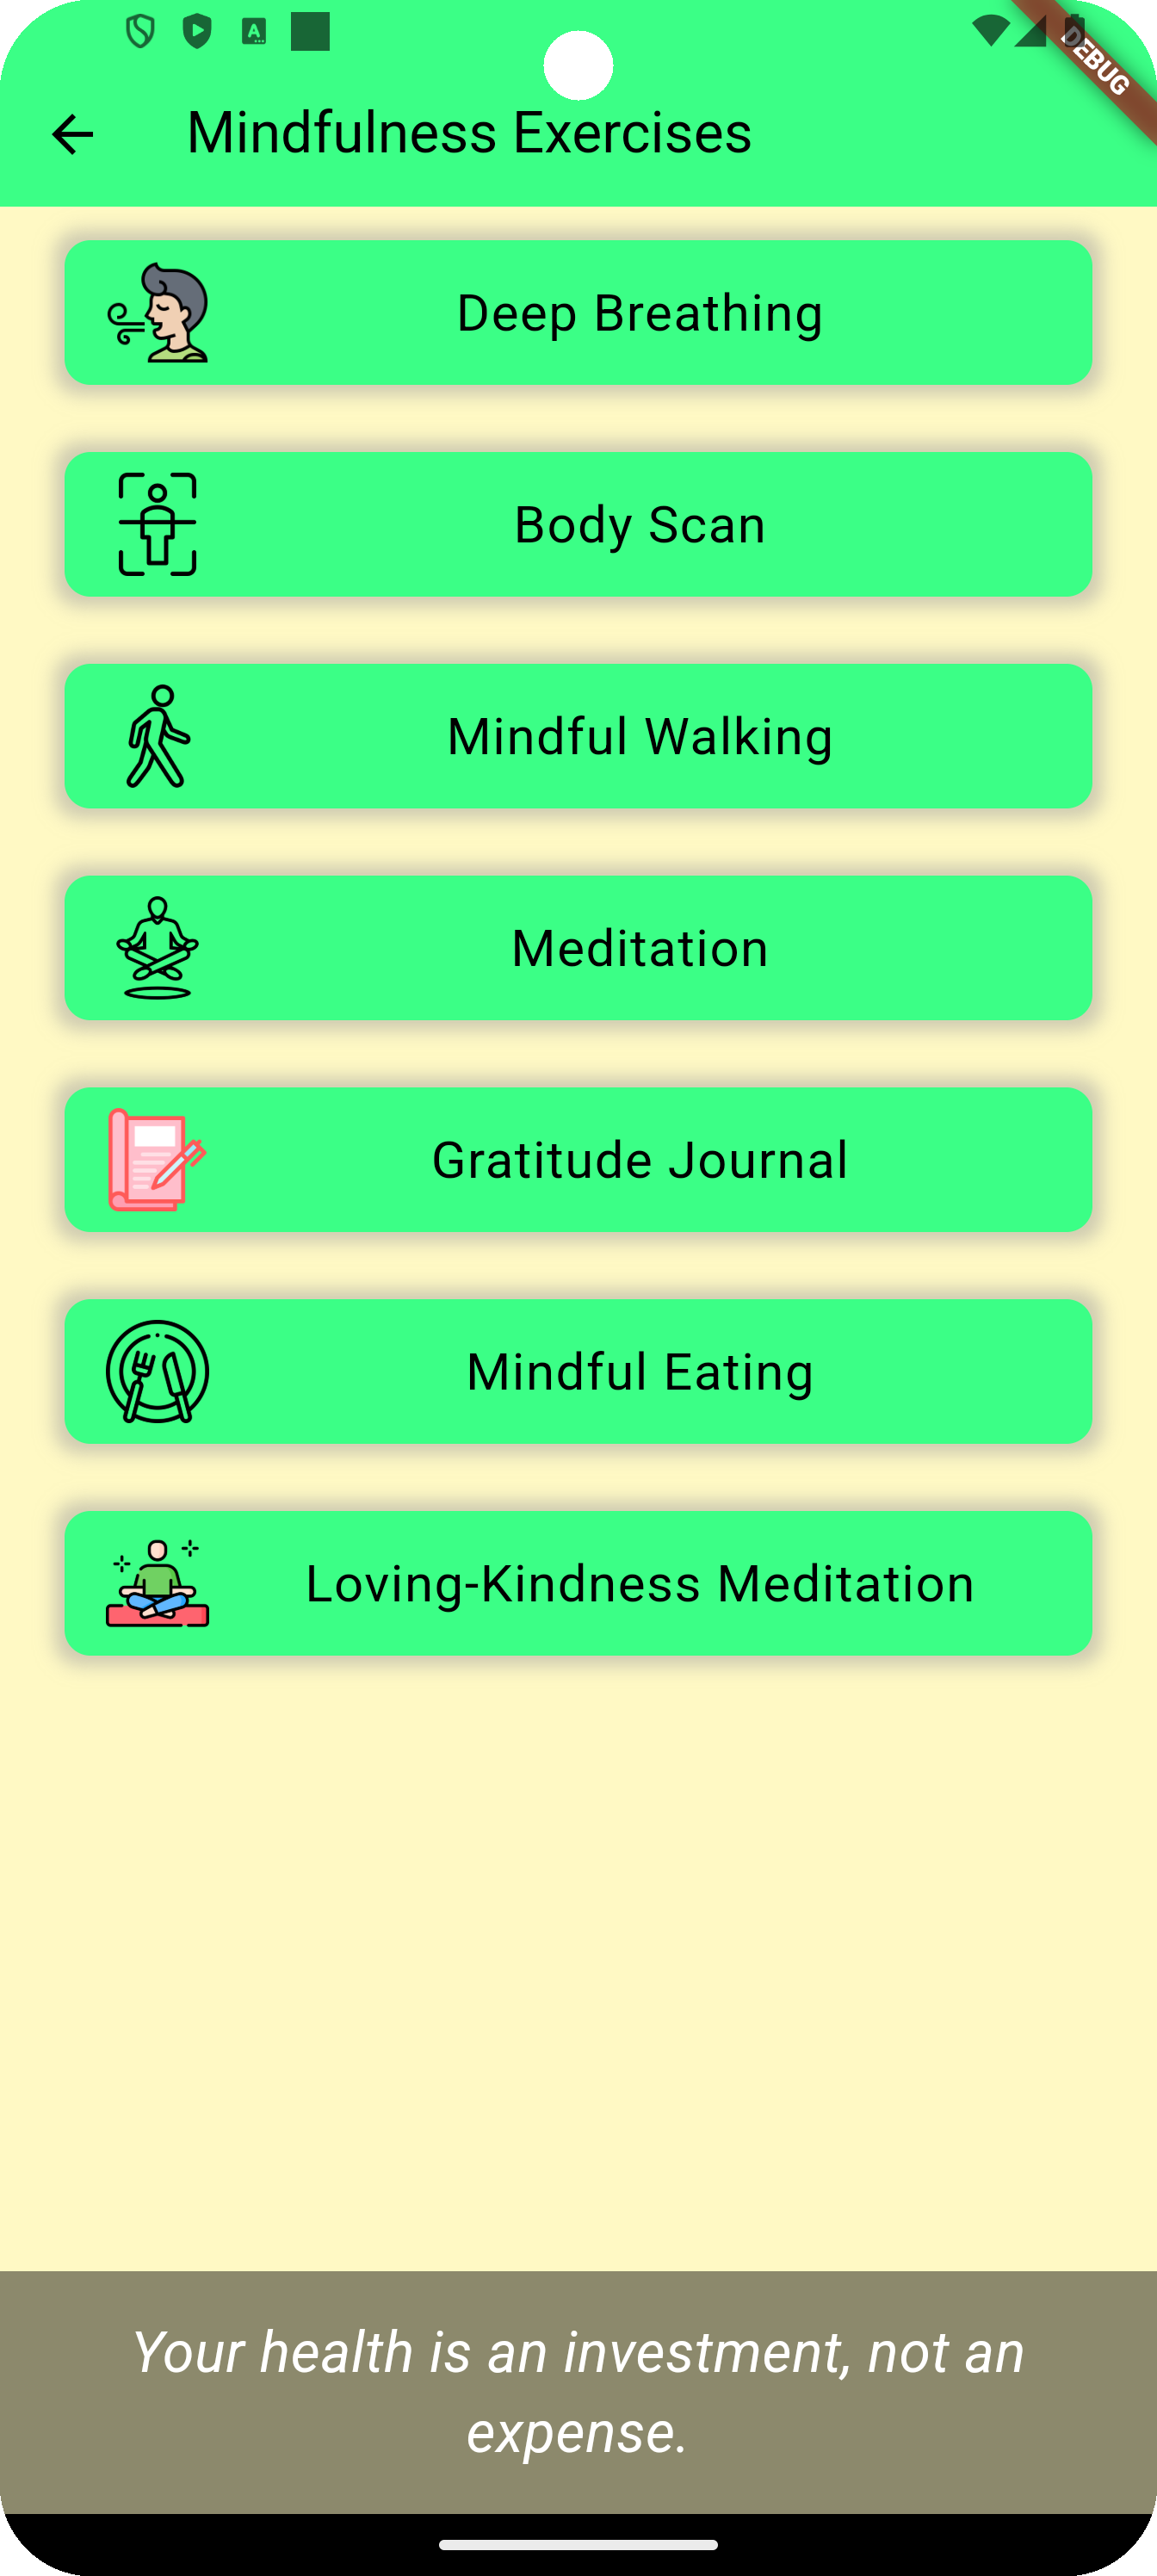 A
DEBUG
Mindfulness Exercises
Deep Breathing
Body Scan
Mindful Walking
Meditation
Gratitude Journal
Mindful Eating
Loving-Kindness Meditation
Your health is an investment, not an
expense.